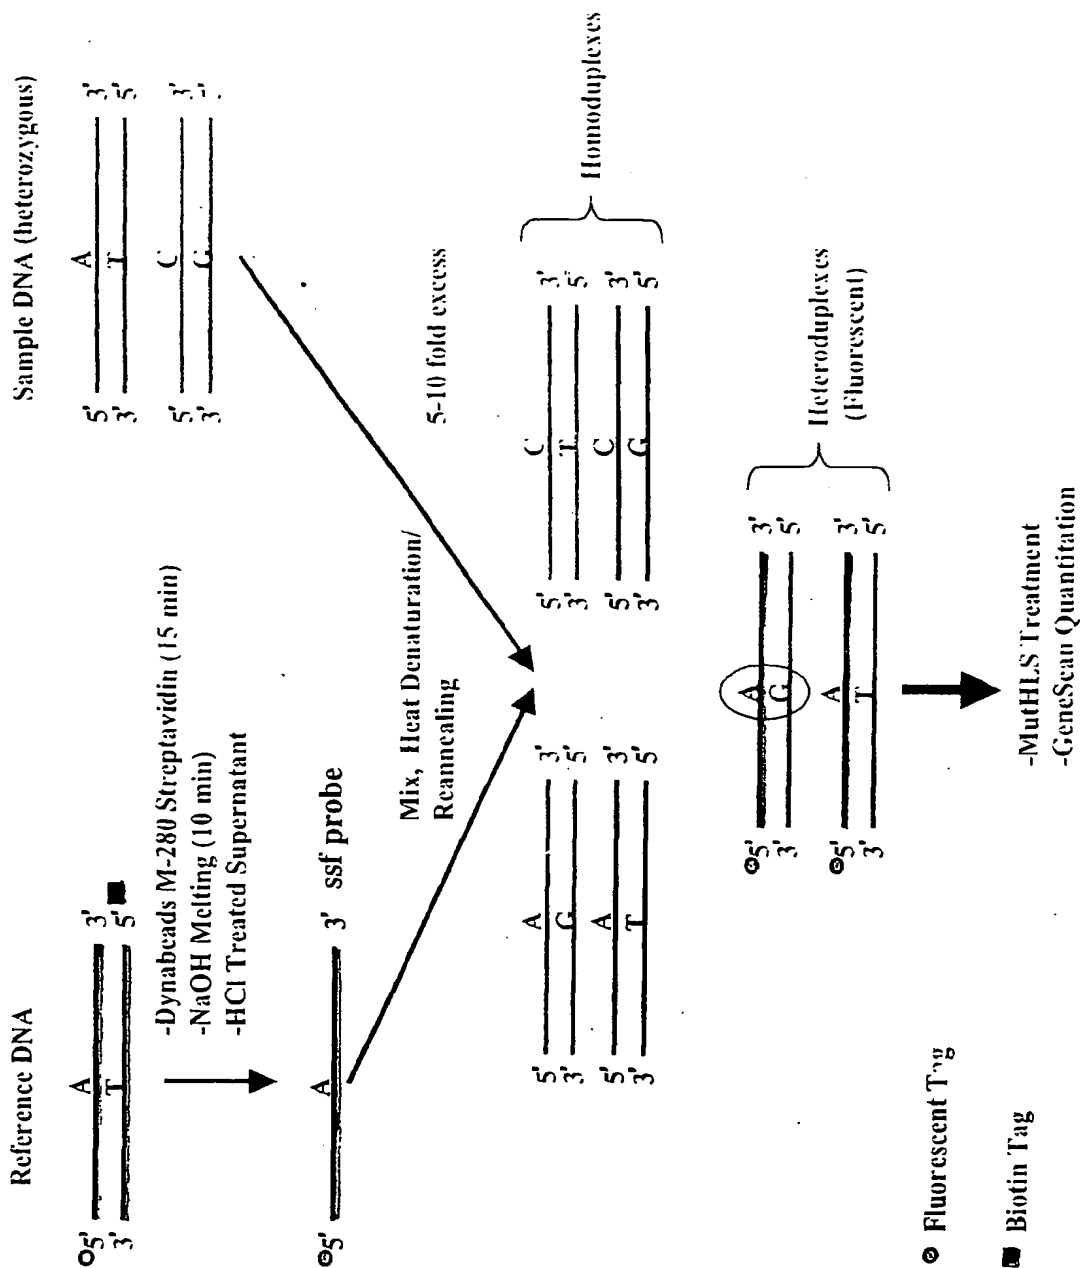 Reference DNA
Sample DNA (heterozygous)
A
5' 3'
T
3' 5'
A
5' 3'
T
3' 5'
C
5' 3'
G
3'
-Dynabeads M-280 Streptavidin (15 min)
-NaOH Melting (10 min)
-HCl Treated Supernatant
A
5' 3' ssf probe
Mix, Heat Denaturation/
Reannealing
5-10 fold excess
A
5' 3'
G
3' 5'
A
5' 3'
T
3' 5'
C
5' 3'
T
3' 5'
C
5' 3'
G
3' 5'
Homoduplexes
A
5' 3'
G
3' 5'
A
5' 3'
T
3' 5'
Heteroduplexes
(Fluorescent)
-MutHLS Treatment
-GeneScan Quantitation
Fluorescent Tag
Biotin Tag